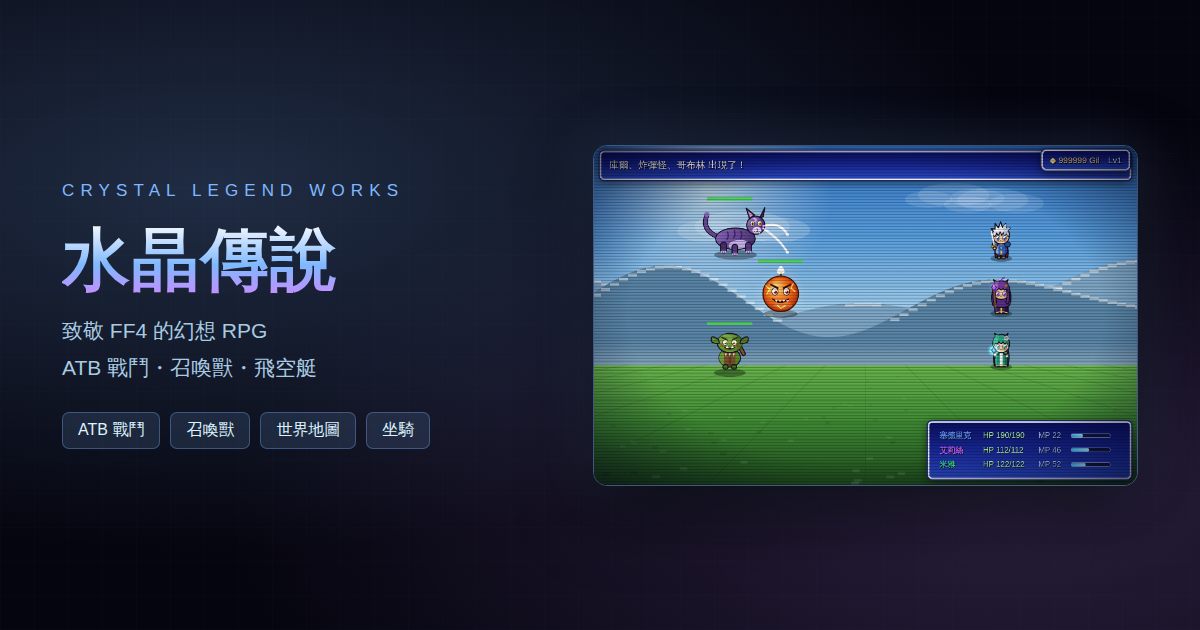 CRYSTAL LEGEND WORKS
水晶傳說
致敬 FF4 的幻想 RPG
ATB 戰鬥・召喚獸・飛空艇
ATB 戰鬥
召喚獸
世界地圖
坐騎
庫爾、炸彈怪、哥布林 出現了！
◆ 999999 Gil Lv1
塞德里克 HP 190/190 MP 22
艾莉絲 HP 112/112 MP 46
米雅 HP 122/122 MP 52